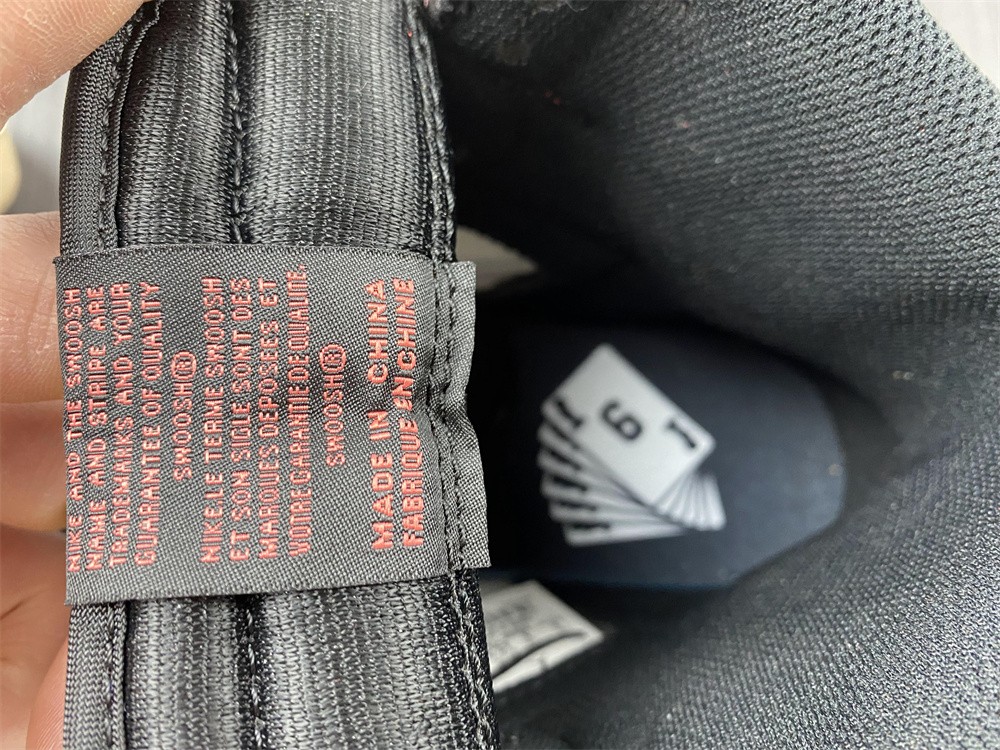 NIKE AND THE SWOOSH
NAME AND STRIPE ARE
TRADEMARKS AND YOUR
GUARANTEE OF QUALITY
SWOOSH®
NIKE LE TERME SWOOSH
ET SON SIGLE SONT DES
MARQUES DEPOSEES ET
VOTRE GARANTIE DE QUALITE.
SWOOSH®
MADE IN CHINA
FABRIQUE EN CHINE
I 6 I